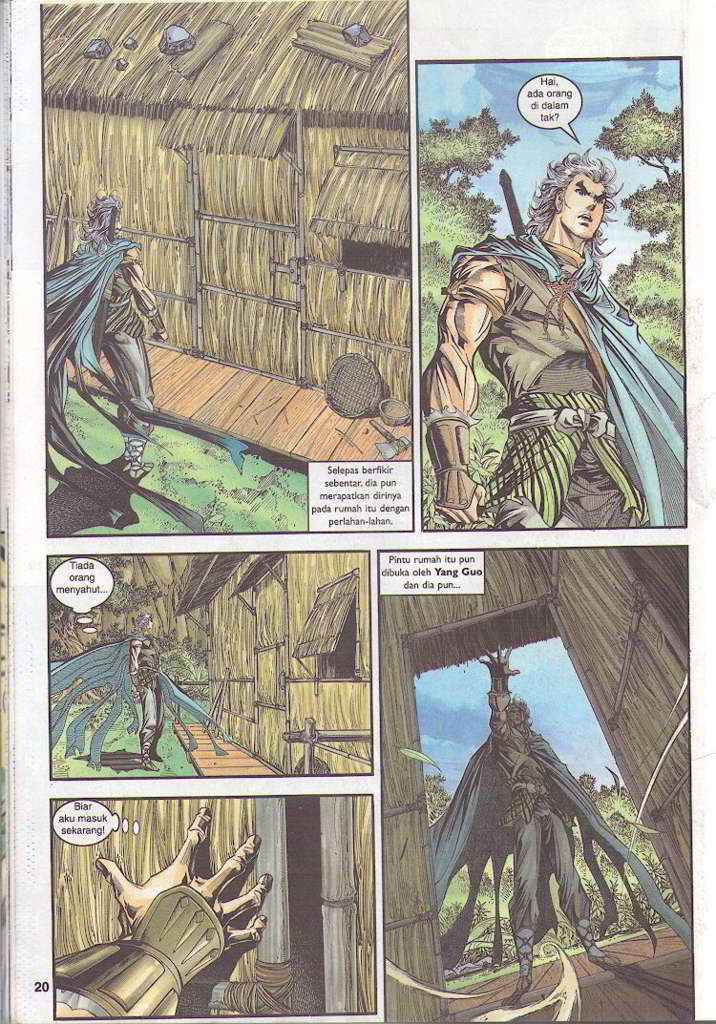 Selepas berfikir
sebentar, dia pun
merapatkan dirinya
pada rumah itu dengan
perlahan-lahan.
Hai,
ada orang
di dalam
tak?
Tiada
orang
menyahut...
Pintu rumah itu pun
dibuka oleh Yang Guo
dan dia pun...
Biar
aku masuk
sekarang!
20